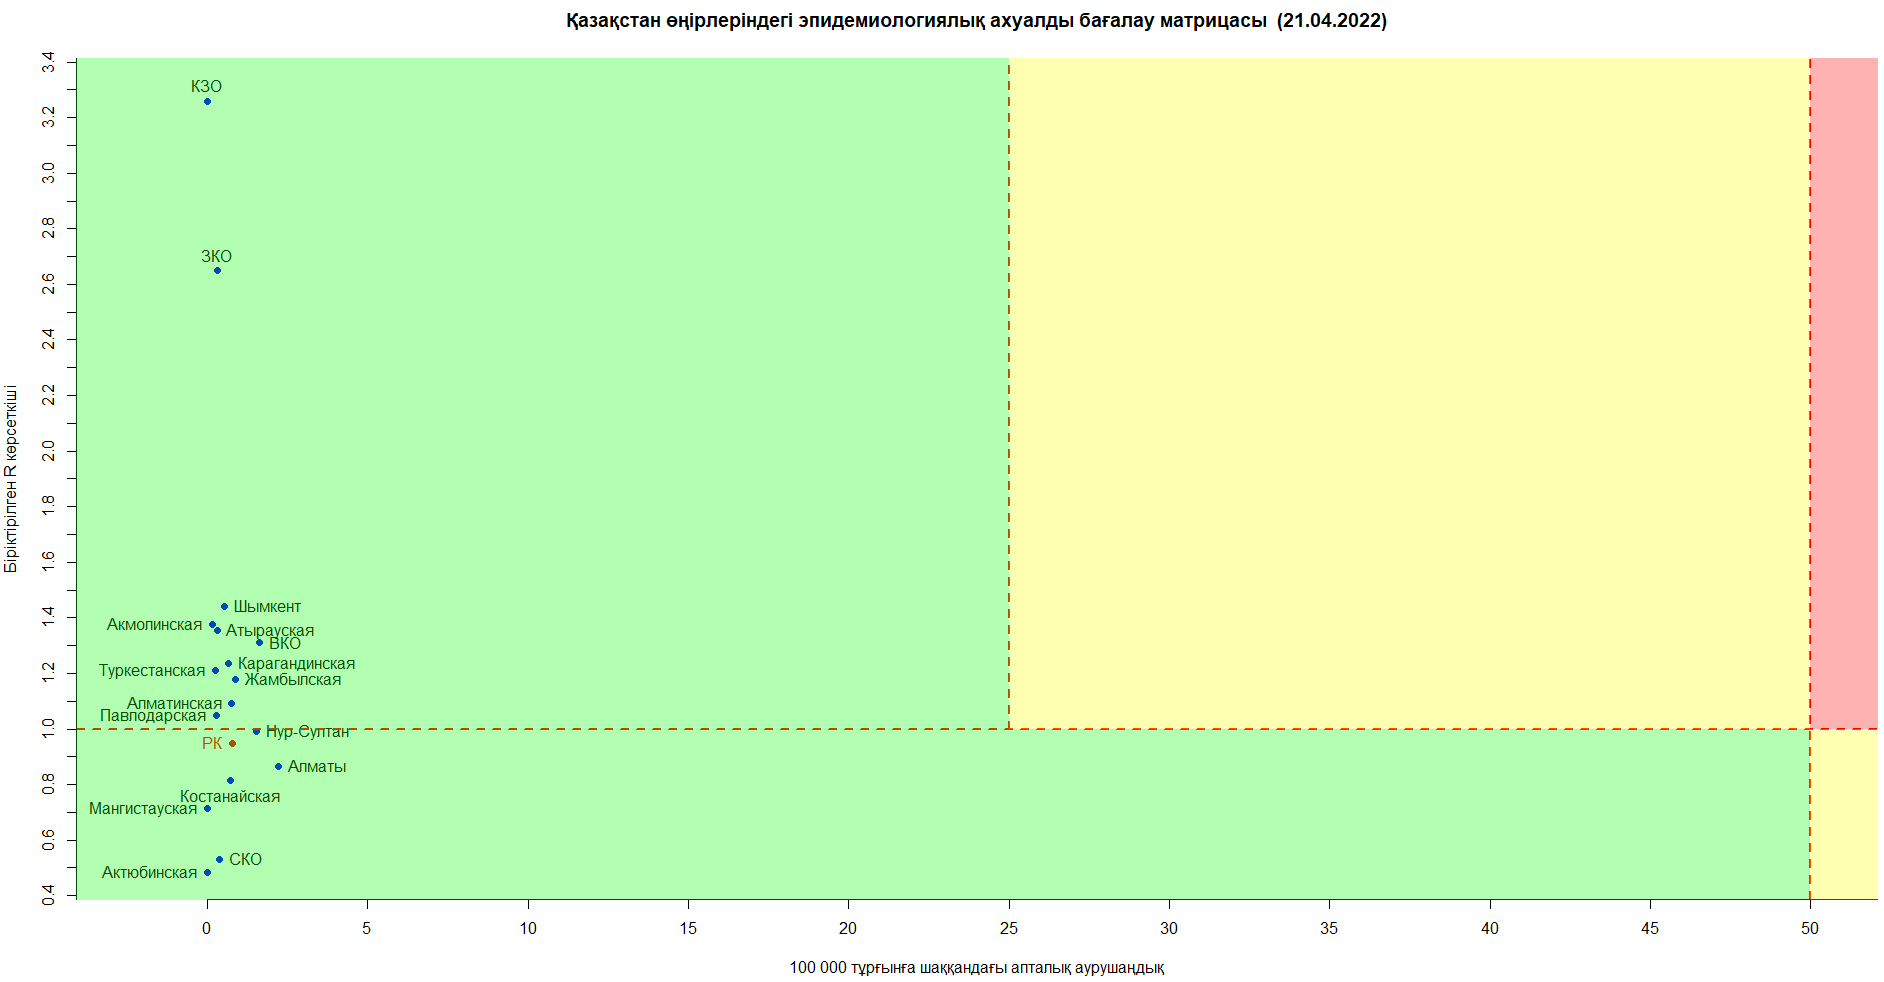 Қазақстан өңірлеріндегі эпидемиологиялық ахуалды бағалау матрицасы (21.04.2022)
Біріктірілген R көрсеткіші
3.4
3.2
3.0
2.8
2.6
2.4
2.2
2.0
1.8
1.6
1.4
1.2
1.0
0.8
0.6
0.4
КЗО
ЗКО
Шымкент
Акмолинская
Атырауская
ВКО
Карагандинская
Туркестанская
Жамбылская
Алматинская
Павлодарская
Нур-Султан
РК
Алматы
Костанайская
Мангистауская
СКО
Актюбинская
0 5 10 15 20 25 30 35 40 45 50
100 000 тұрғынға шаққандағы апталық аурушаңдық